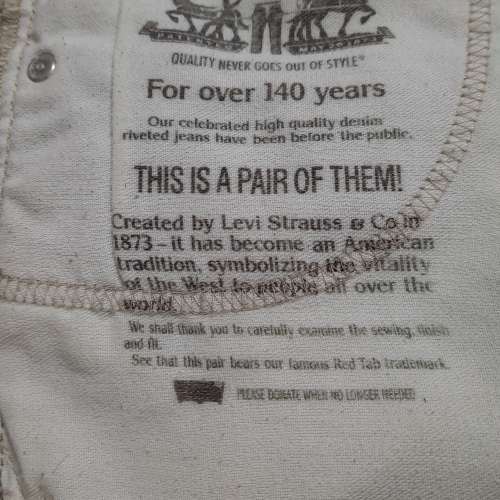 QUALITY NEVER GOES OUT OF STYLE®
For over 140 years
Our celebrated high quality denim
riveted jeans have been before the public.
THIS IS A PAIR OF THEM!
Created by Levi Strauss & Co in
1873 – it has become an American
tradition, symbolizing the vitality
of the West to people all over the
world.
We shall thank you to carefully examine the sewing, finish
and fit.
See that this pair bears our famous Red Tab trademark.
PLEASE DONATE WHEN NO LONGER NEEDED